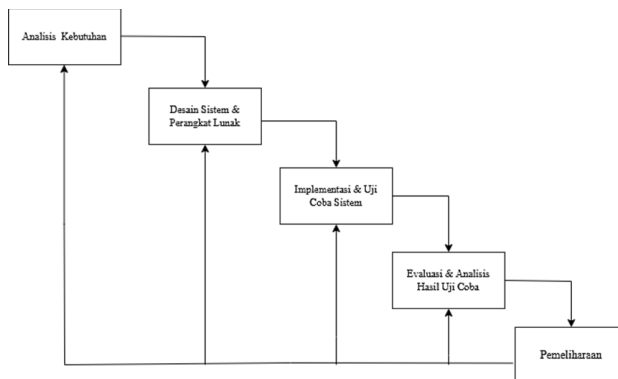 Analisis Kebutuhan
Desain Sistem &
Perangkat Lunak
Implementasi & Uji
Coba Sistem
Evaluasi & Analisis
Hasil Uji Coba
Pemeliharaan